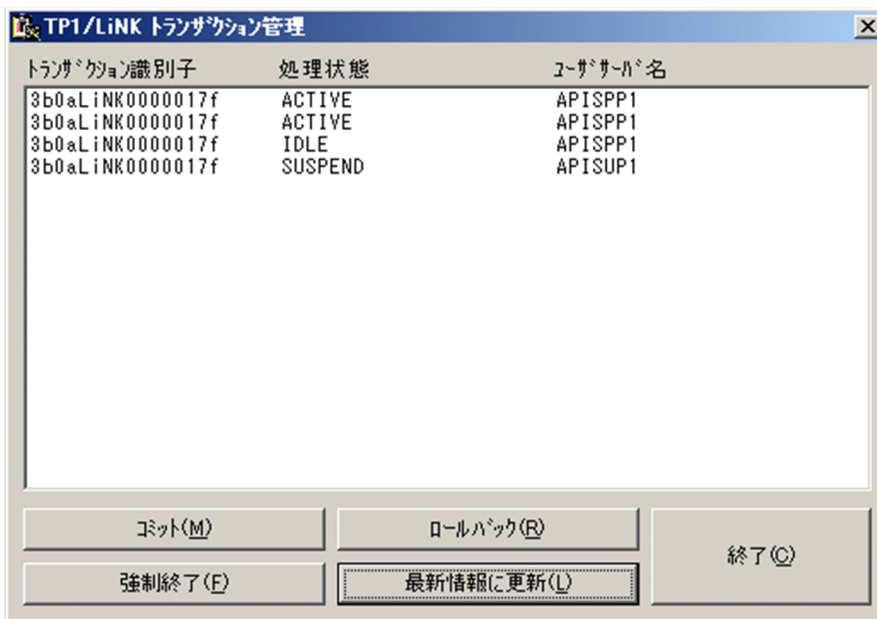 TP1/LiNK トランザクション管理
トランザクション識別子 処理状態 ユーザサーバ名
3b0aLiNK0000017f ACTIVE APISPP1
3b0aLiNK0000017f ACTIVE APISPP1
3b0aLiNK0000017f IDLE APISPP1
3b0aLiNK0000017f SUSPEND APISUP1
コミット(M) ロールバック(R)
終了(C)
強制終了(F) 最新情報に更新(L)